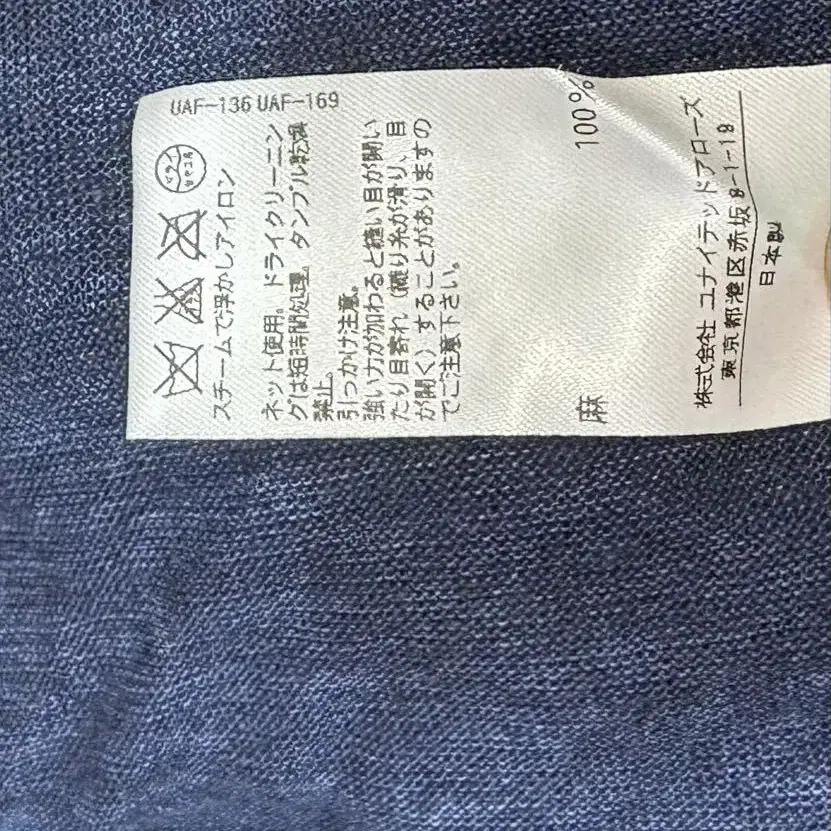 UAF-136 UAF-169
スチームで浮かしアイロン
ネット使用。ドライクリーニン
グは短時間処理。タンブル乾燥
禁止。
引っかけ注意。
強い力が加わると縫い目が開い
たり目寄れ（織り糸が滑り、目
が開く）することがありますの
でご注意下さい。
麻 100%
株式会社 ユナイテッドアローズ
東京都港区赤坂8-1-19
日本製